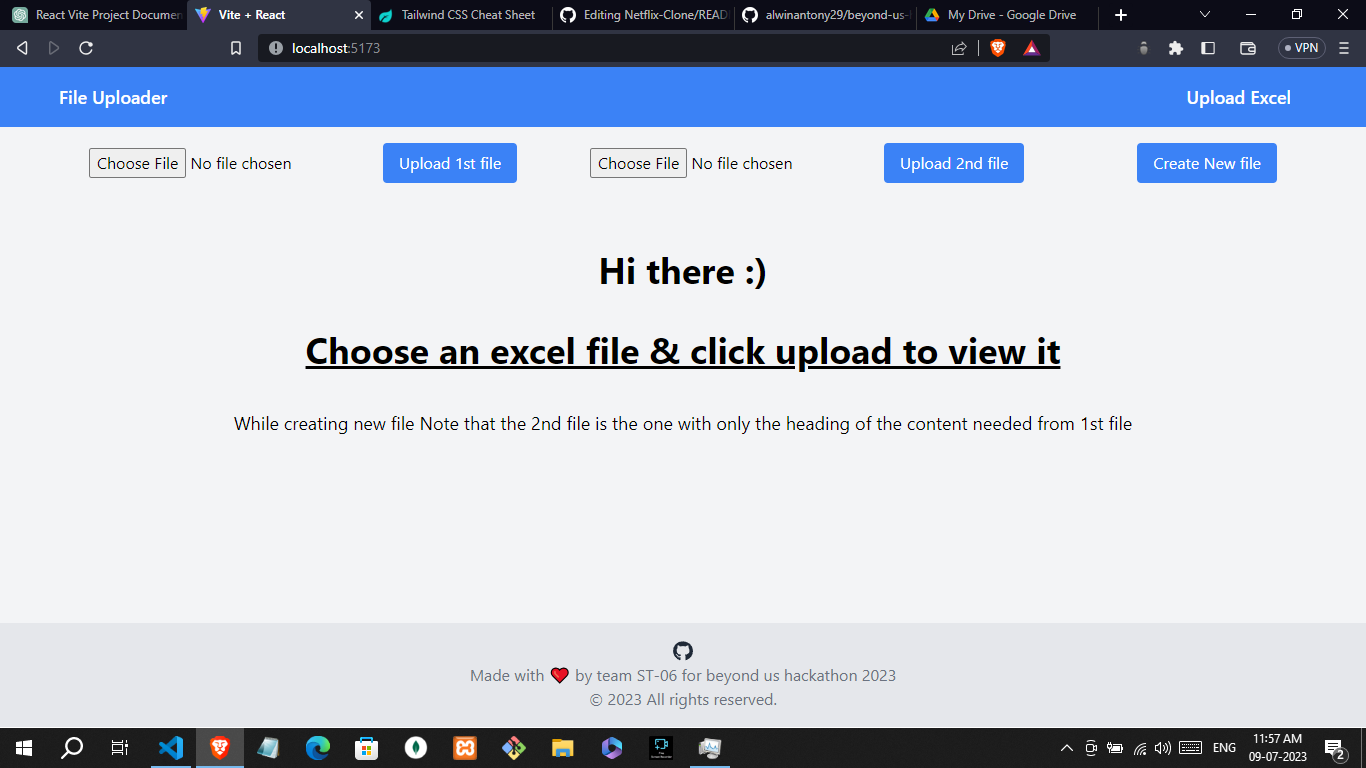 React Vite Project Documen
Vite + React
Tailwind CSS Cheat Sheet
Editing Netflix-Clone/READ
alwinantony29/beyond-us-
My Drive - Google Drive
localhost:5173
VPN
File Uploader
Upload Excel
Choose File No file chosen
Upload 1st file
Choose File No file chosen
Upload 2nd file
Create New file
Hi there :)
Choose an excel file & click upload to view it
While creating new file Note that the 2nd file is the one with only the heading of the content needed from 1st file
Made with ❤️ by team ST-06 for beyond us hackathon 2023
© 2023 All rights reserved.
ENG
11:57 AM
09-07-2023
2